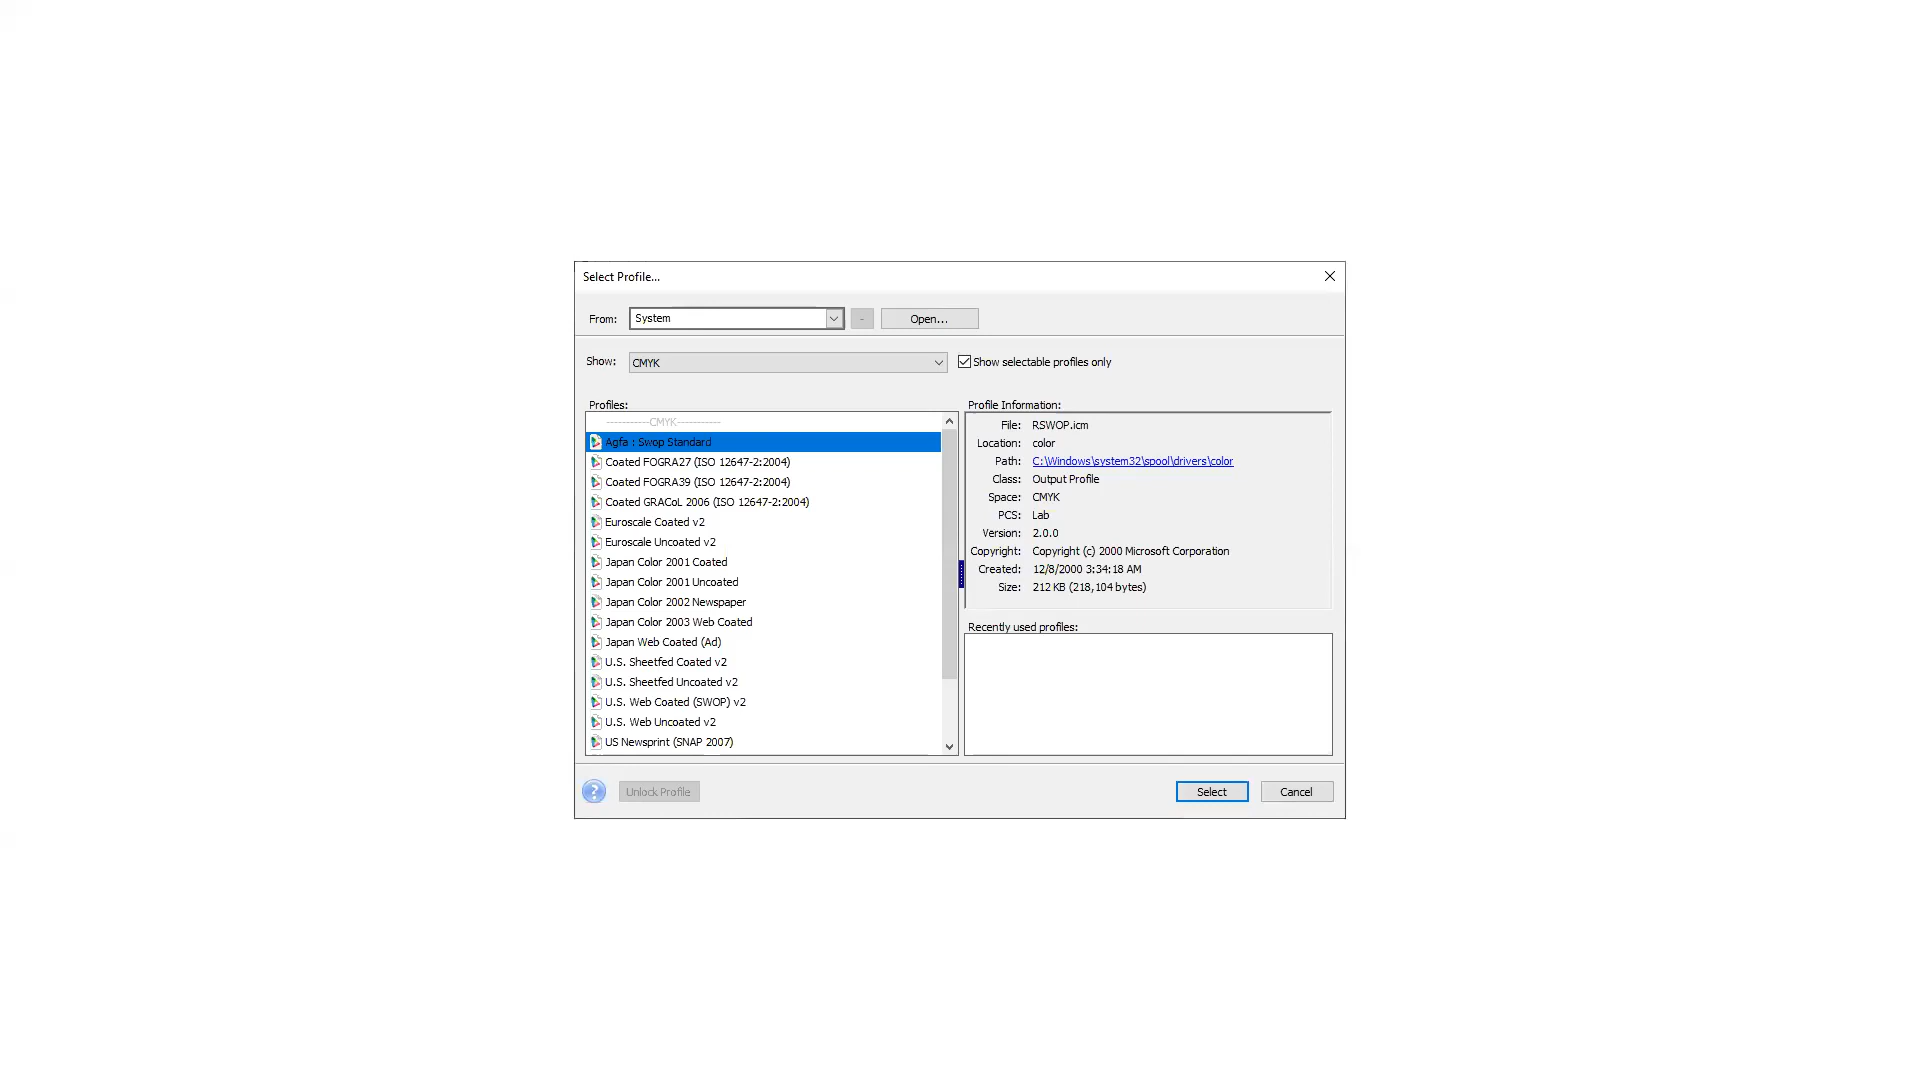 Select Profile...
From: System - Open...
Show: CMYK Show selectable profiles only
Profiles:
-----------CMYK-----------
Agfa : Swop Standard
Coated FOGRA27 (ISO 12647-2:2004)
Coated FOGRA39 (ISO 12647-2:2004)
Coated GRACoL 2006 (ISO 12647-2:2004)
Euroscale Coated v2
Euroscale Uncoated v2
Japan Color 2001 Coated
Japan Color 2001 Uncoated
Japan Color 2002 Newspaper
Japan Color 2003 Web Coated
Japan Web Coated (Ad)
U.S. Sheetfed Coated v2
U.S. Sheetfed Uncoated v2
U.S. Web Coated (SWOP) v2
U.S. Web Uncoated v2
US Newsprint (SNAP 2007)
Profile Information:
File: RSWOP.icm
Location: color
Path: C:\Windows\system32\spool\drivers\color
Class: Output Profile
Space: CMYK
PCS: Lab
Version: 2.0.0
Copyright: Copyright (c) 2000 Microsoft Corporation
Created: 12/8/2000 3:34:18 AM
Size: 212 KB (218,104 bytes)
Recently used profiles:
? Unlock Profile Select Cancel